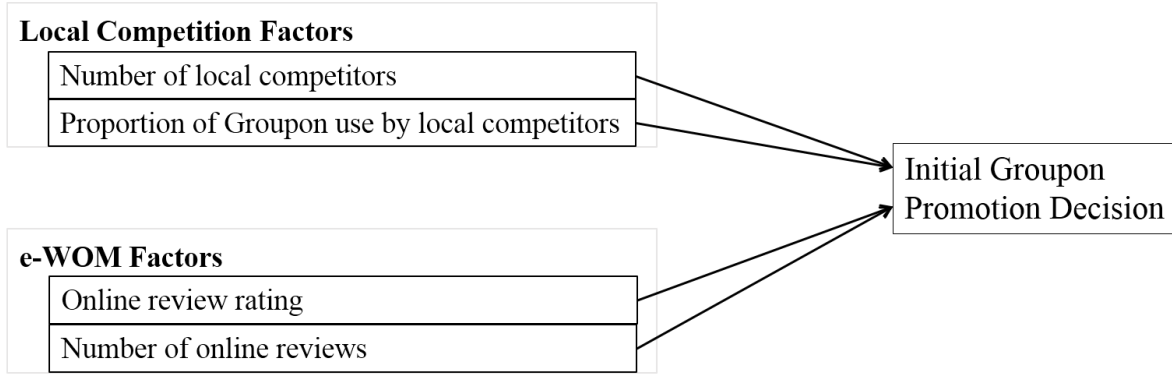 Local Competition Factors
Number of local competitors
Proportion of Groupon use by local competitors
Initial Groupon
Promotion Decision
e-WOM Factors
Online review rating
Number of online reviews